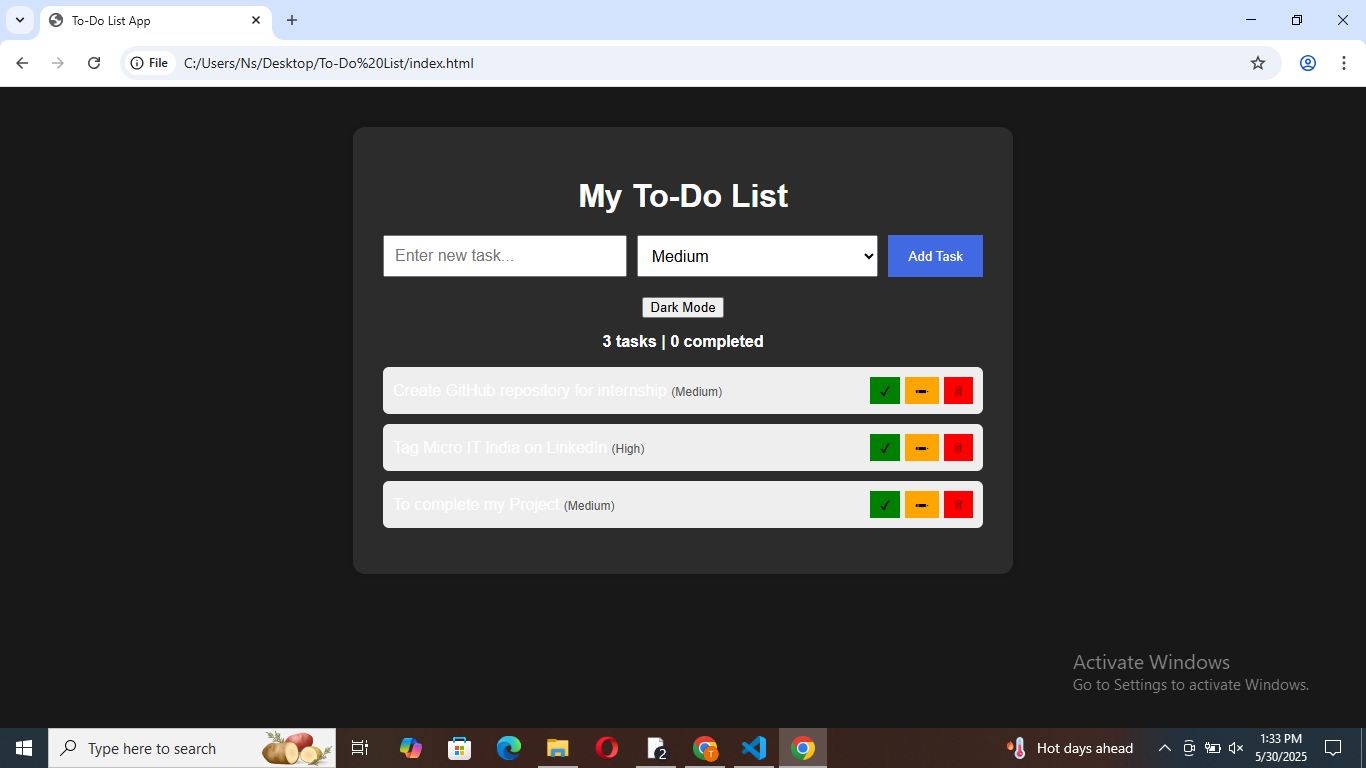 To-Do List App
File
C:/Users/Ns/Desktop/To-Do%20List/index.html
My To-Do List
Enter new task...
Medium
Add Task
Dark Mode
3 tasks | 0 completed
Create GitHub repository for internship (Medium)
Tag Micro IT India on LinkedIn (High)
To complete my Project (Medium)
Activate Windows
Go to Settings to activate Windows.
Type here to search
2
T
Hot days ahead
1:33 PM
5/30/2025